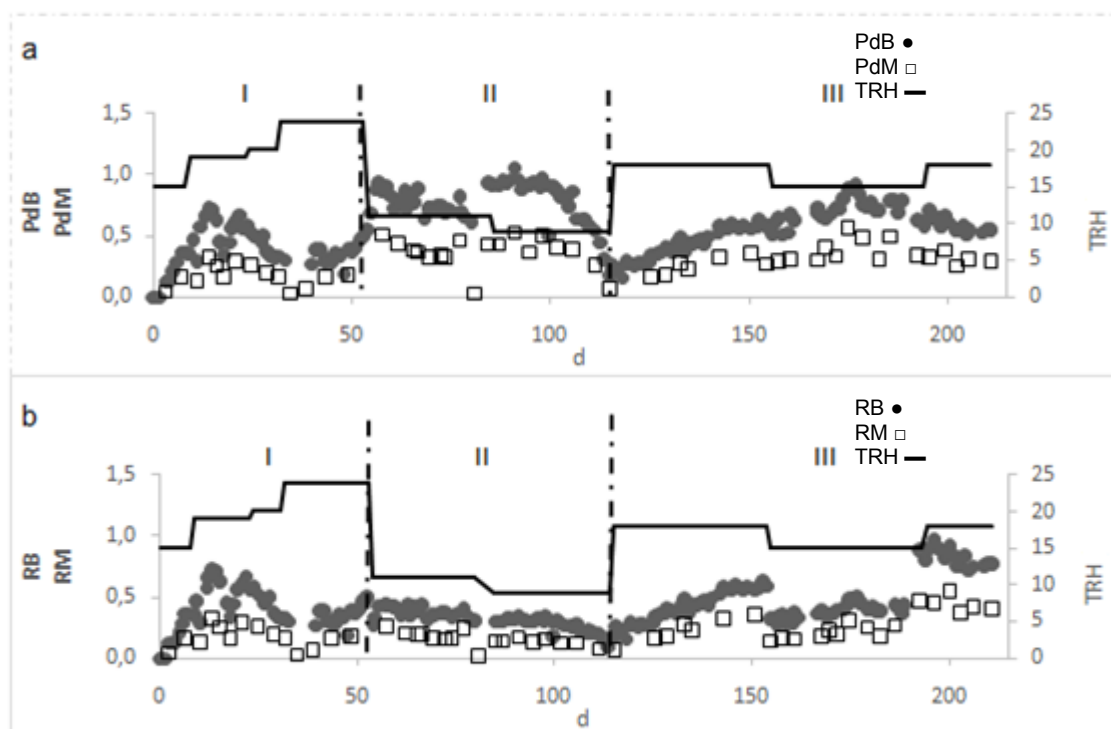 a
PdB ●
PdM □
TRH —
I II III
1,5 25
20
1,0 15
10
0,5 5
0,0 0
PdB
PdM
TRH
0 50 100 150 200
d
b
RB ●
RM □
TRH —
I II III
1,5 25
20
1,0 15
10
0,5 5
0,0 0
RB
RM
TRH
0 50 100 150 200
d